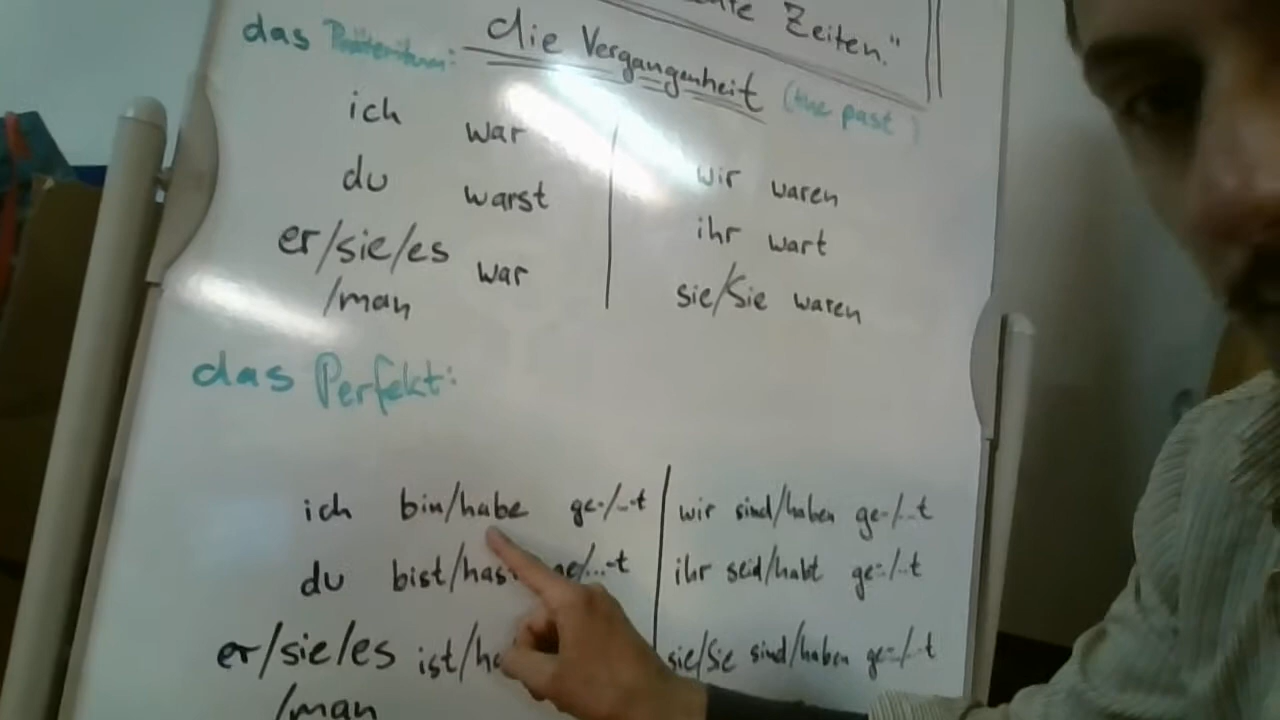 Zeiten."
das Präteritum: die Vergangenheit (the past)
ich war
wir waren
du warst
ihr wart
er/sie/es war
/man
sie/Sie waren
das Perfekt:
ich bin/habe ge-/...-t
wir sind/haben ge-/...-t
du bist/has ge/...-t
ihr seid/habt ge-/...-t
er/sie/es ist/ha
/man
sie/Sie sind/haben ge-/...-t